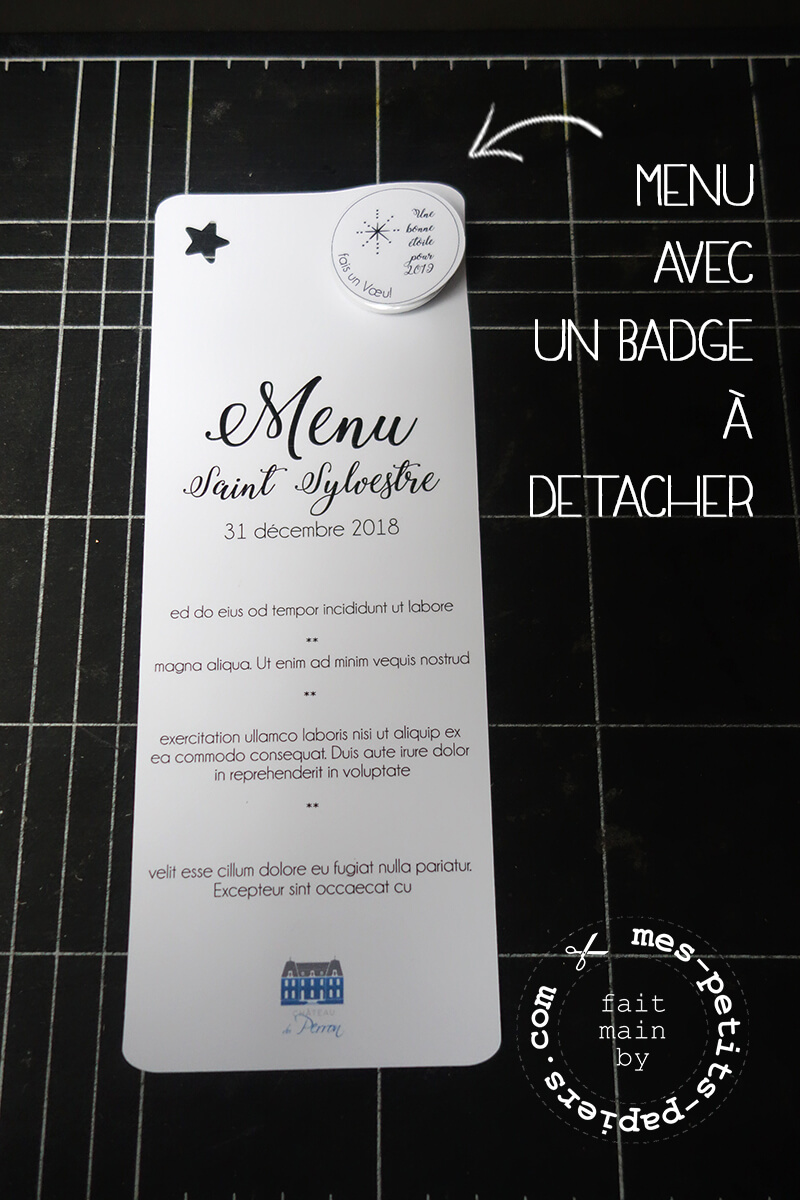 MENU
AVEC
UN BADGE
À
DETACHER
Une
bonne
étoile
pour
2019
fais un Vœu!
Menu
Saint Sylvestre
31 décembre 2018
ed do eius od tempor incididunt ut labore
**
magna aliqua. Ut enim ad minim vequis nostrud
**
exercitation ullamco laboris nisi ut aliquip ex
ea commodo consequat. Duis aute irure dolor
in reprehenderit in voluptate
**
velit esse cillum dolore eu fugiat nulla pariatur.
Excepteur sint occaecat cu
CHÂTEAU
du Perron
mes-petits-papiers.com
fait
main
by